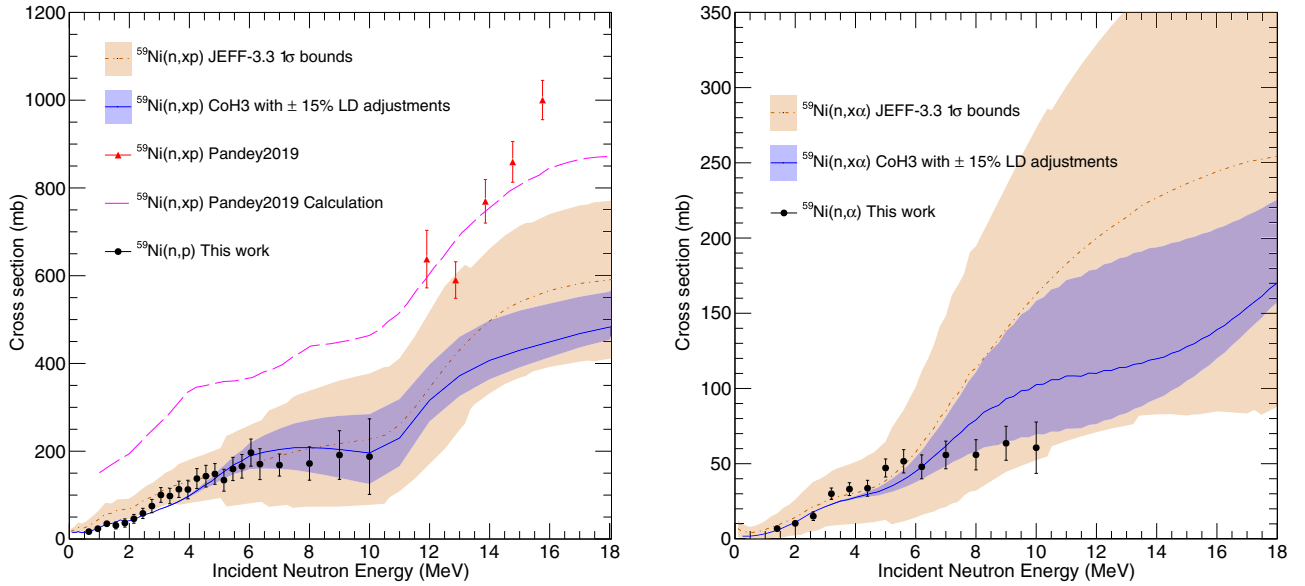 1200
1000
800
600
400
200
0
Cross section (mb)
⁵⁹Ni(n,xp) JEFF-3.3 1σ bounds
⁵⁹Ni(n,xp) CoH3 with ± 15% LD adjustments
⁵⁹Ni(n,xp) Pandey2019
⁵⁹Ni(n,xp) Pandey2019 Calculation
⁵⁹Ni(n,p) This work
0 2 4 6 8 10 12 14 16 18
Incident Neutron Energy (MeV)
350
300
250
200
150
100
50
0
Cross section (mb)
⁵⁹Ni(n,xα) JEFF-3.3 1σ bounds
⁵⁹Ni(n,xα) CoH3 with ± 15% LD adjustments
⁵⁹Ni(n,α) This work
0 2 4 6 8 10 12 14 16 18
Incident Neutron Energy (MeV)